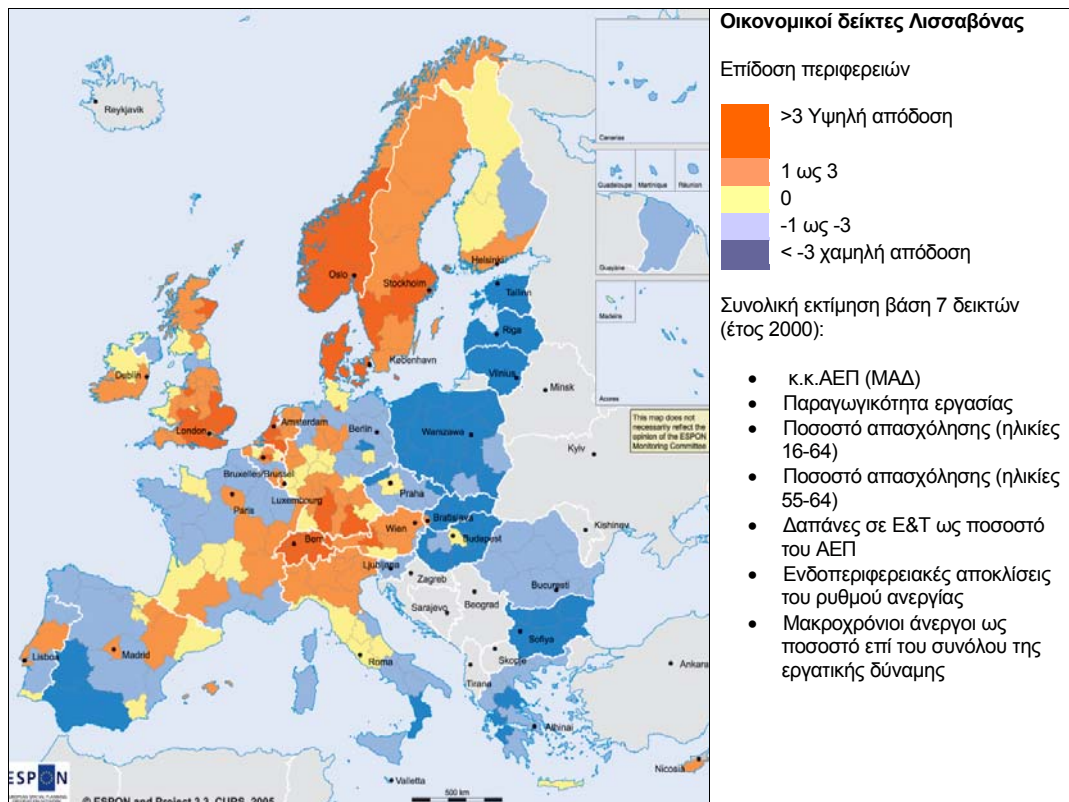 Reykjavik
Canarias
Guadeloupe
Martinique
Réunion
Guayane
Madeira
Acores
This map does not
necessarily reflect the
opinion of the ESPON
Monitoring Committee
Oslo
Helsinki
Stockholm
Tallinn
Riga
København
Vilnius
Minsk
Dublin
London
Amsterdam
Berlin
Warszawa
Kyiv
Bruxelles/Brussel
Luxembourg
Praha
Paris
Kishinev
Wien
Bratislava
Bern
Budapest
Ljubljana
Zagreb
Bucuresti
Beograd
Sarajevo
Sofiya
Skopje
Tirana
Lisboa
Madrid
Roma
Ankara
Athinai
Nicosia
Valletta
500 km
ESPON
© ESPON and Project 3.3, CURS, 2005
Οικονομικοί δείκτες Λισσαβόνας
Επίδοση περιφερειών
>3 Υψηλή απόδοση
1 ως 3
0
-1 ως -3
< -3 χαμηλή απόδοση
Συνολική εκτίμηση βάση 7 δεικτών
(έτος 2000):
• κ.κ.ΑΕΠ (ΜΑΔ)
• Παραγωγικότητα εργασίας
• Ποσοστό απασχόλησης (ηλικίες
16-64)
• Ποσοστό απασχόλησης (ηλικίες
55-64)
• Δαπάνες σε Ε&Τ ως ποσοστό
του ΑΕΠ
• Ενδοπεριφερειακές αποκλίσεις
του ρυθμού ανεργίας
• Μακροχρόνιοι άνεργοι ως
ποσοστό επί του συνόλου της
εργατικής δύναμης